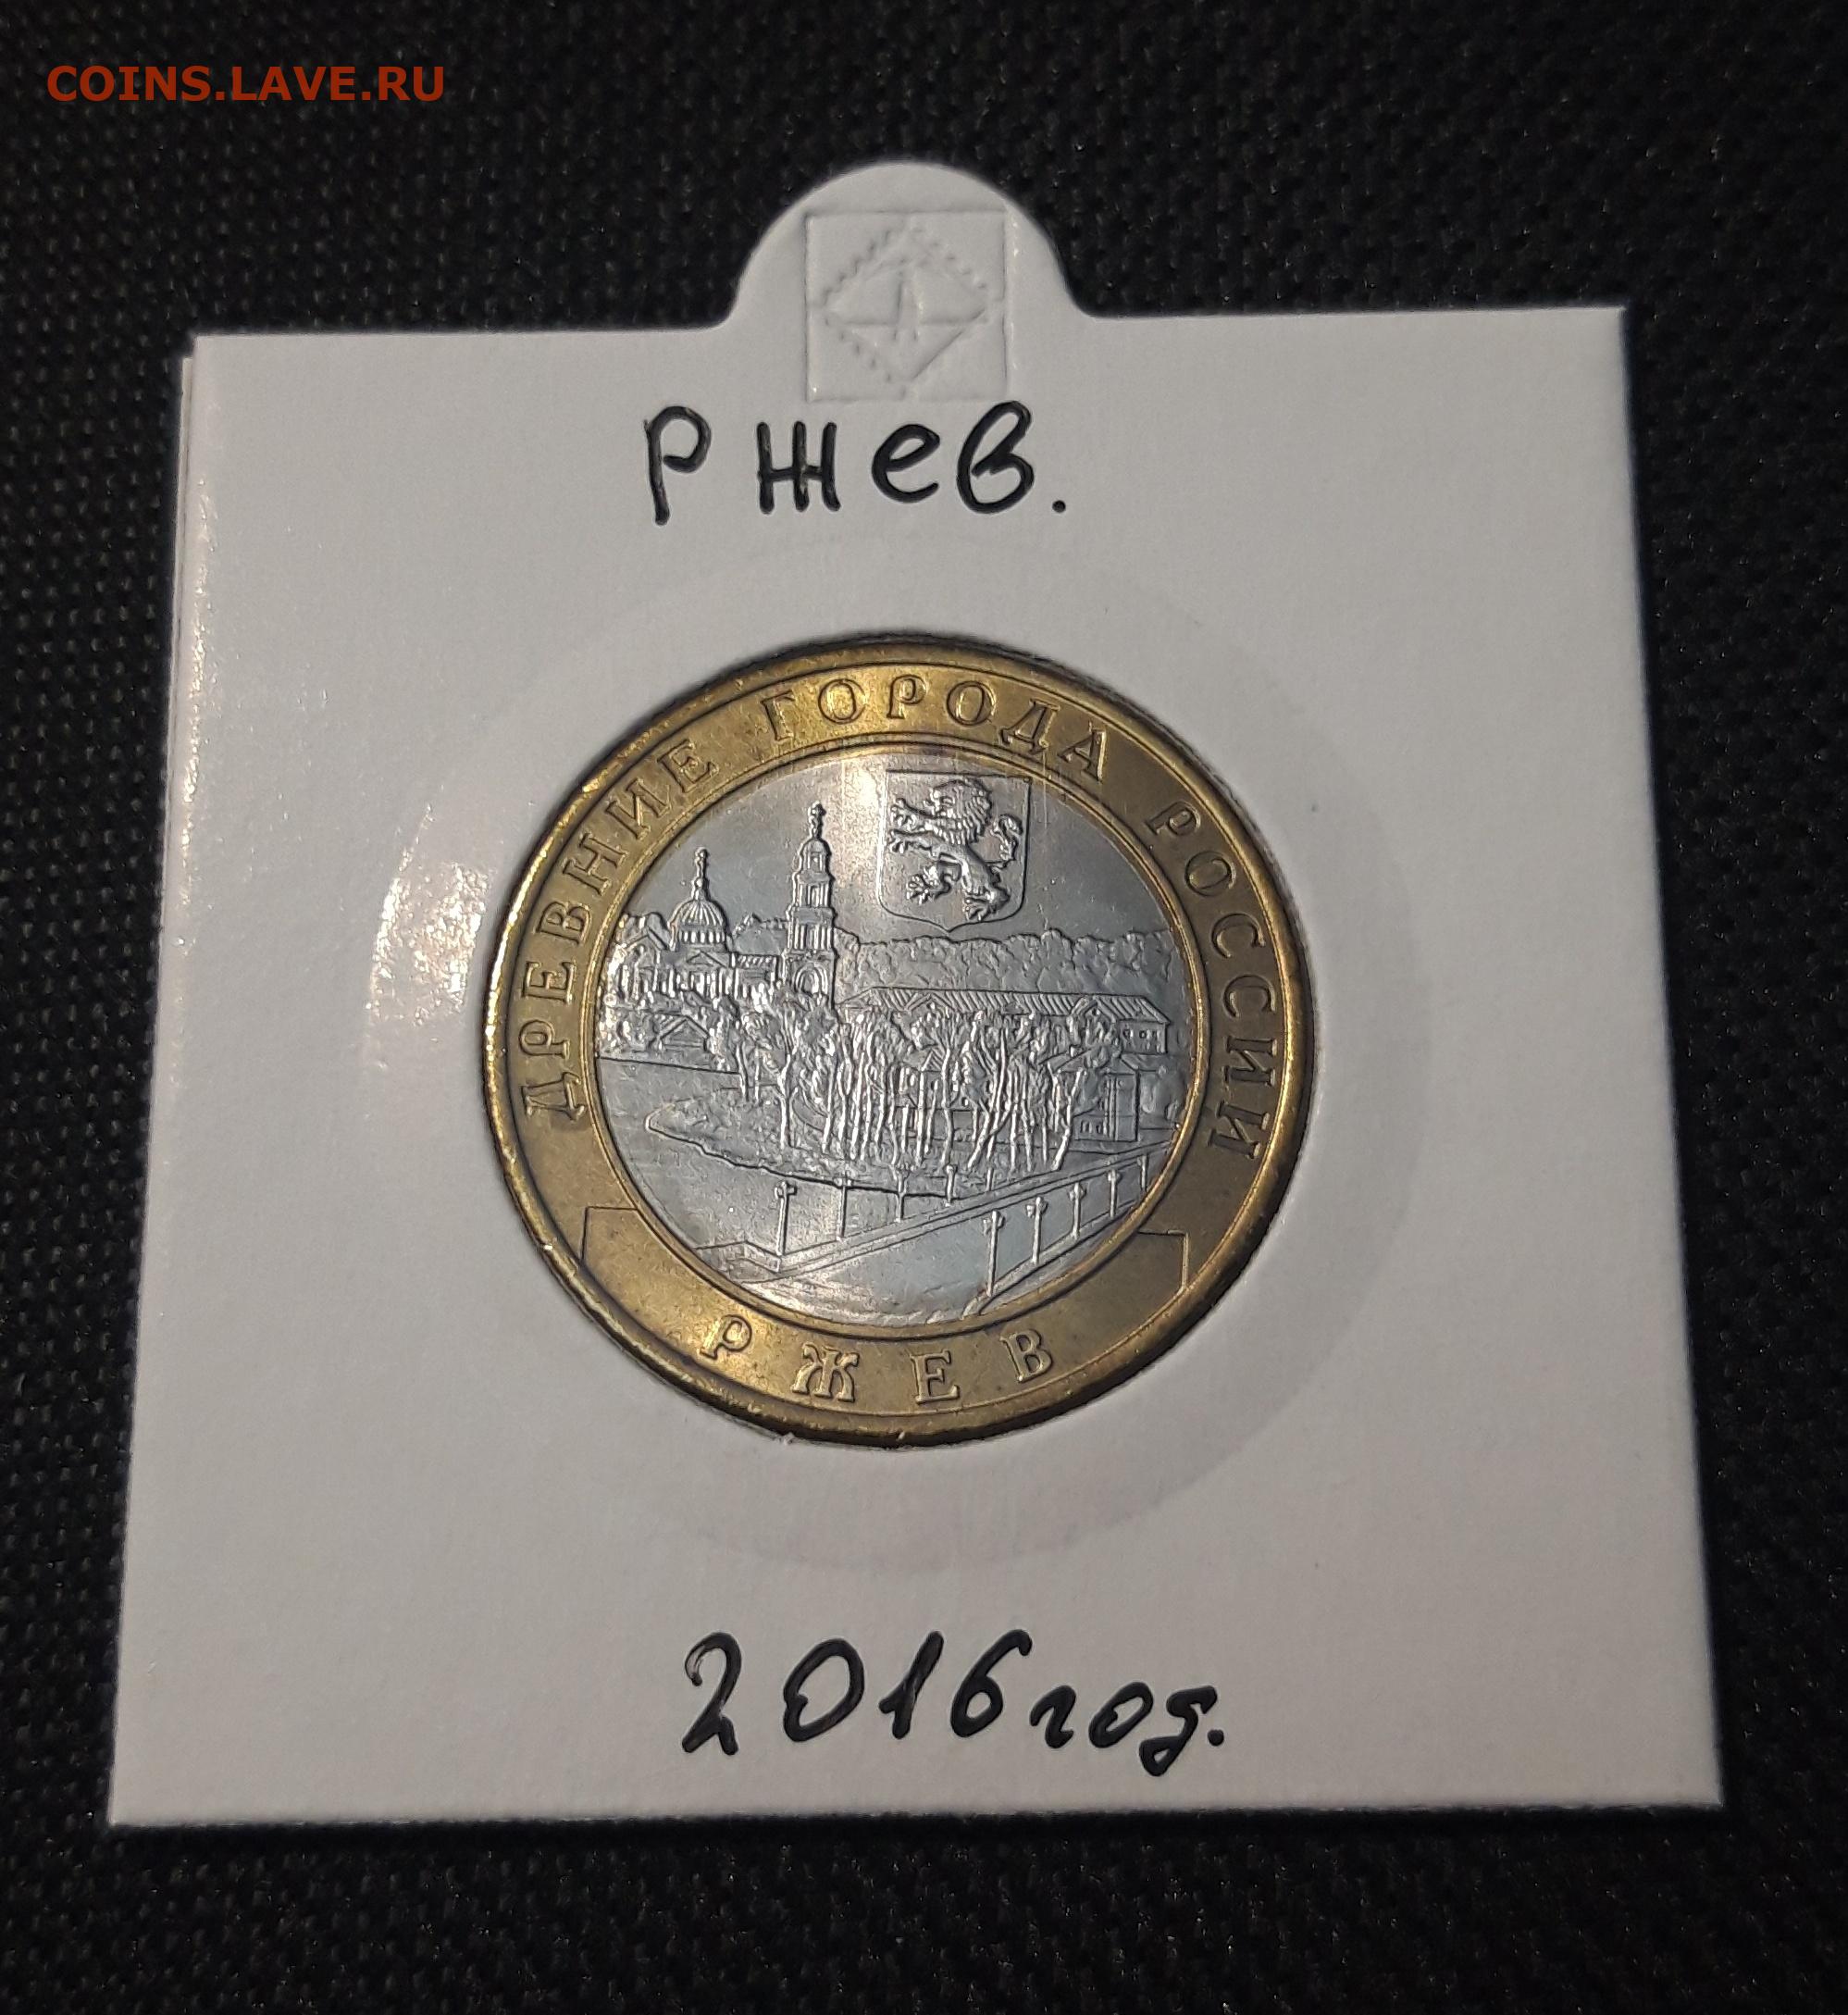 COINS.LAVE.RU
Ржев.
ДРЕВНИЕ ГОРОДА РОССИИ
РЖЕВ
2016 год.